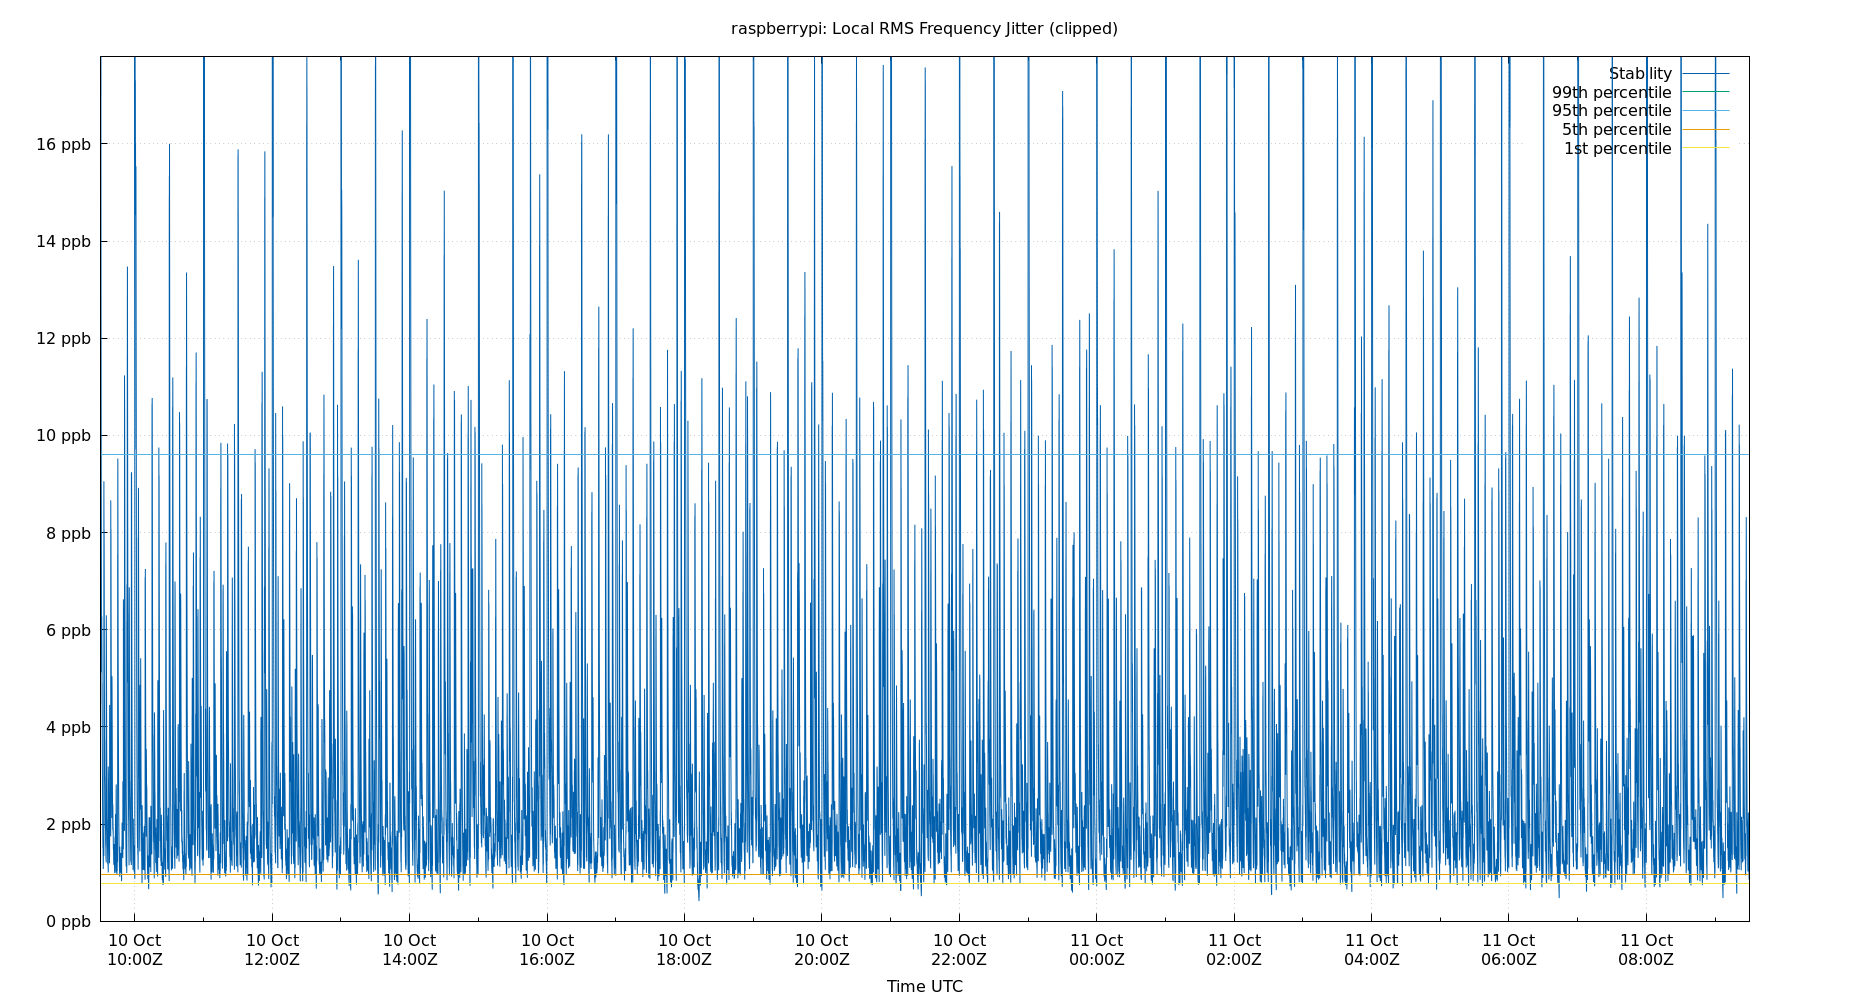 raspberrypi: Local RMS Frequency Jitter (clipped)
Stability
99th percentile
95th percentile
5th percentile
1st percentile
16 ppb
14 ppb
12 ppb
10 ppb
8 ppb
6 ppb
4 ppb
2 ppb
0 ppb
10 Oct 10 Oct 10 Oct 10 Oct 10 Oct 10 Oct 10 Oct 11 Oct 11 Oct 11 Oct 11 Oct 11 Oct
10:00Z 12:00Z 14:00Z 16:00Z 18:00Z 20:00Z 22:00Z 00:00Z 02:00Z 04:00Z 06:00Z 08:00Z
Time UTC